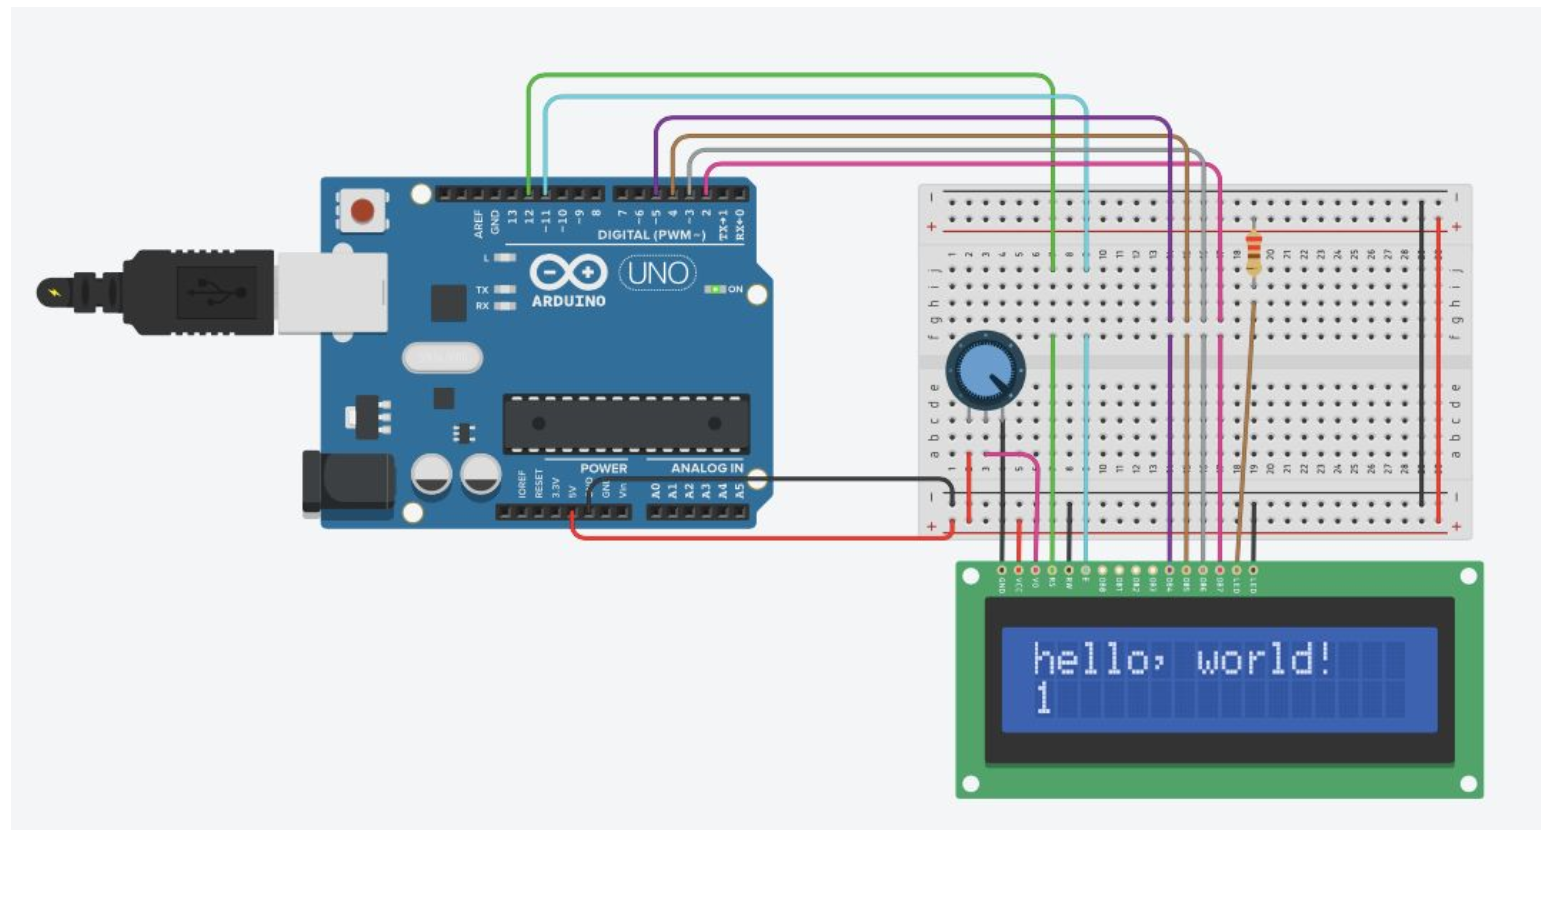 AREF
GND
13
12
~11
~10
~9
8
7
~6
~5
4
~3
2
TX→1
RX←0
DIGITAL (PWM~)
L
TX
RX
ARDUINO
UNO
ON
POWER
ANALOG IN
IOREF
RESET
3.3V
5V
GND
Vin
A0
A1
A2
A3
A4
A5
j
i
h
g
f
e
d
c
b
a
GND
VCC
V0
RS
RW
E
DB0
DB1
DB2
DB3
DB4
DB5
DB6
DB7
LED
LED
hello, world!
1